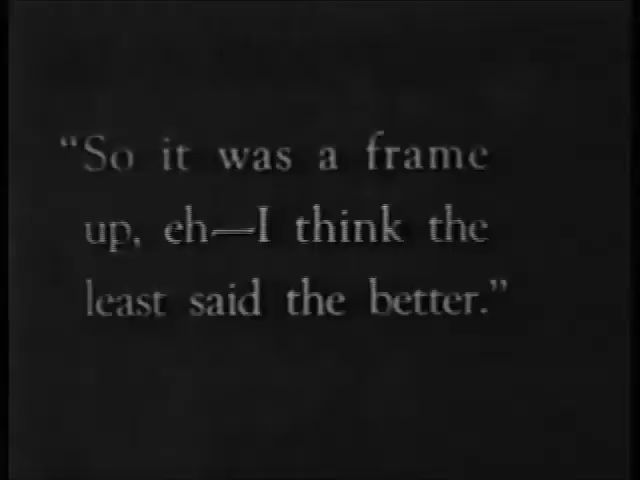 “So it was a frame
up, eh—I think the
least said the better.”